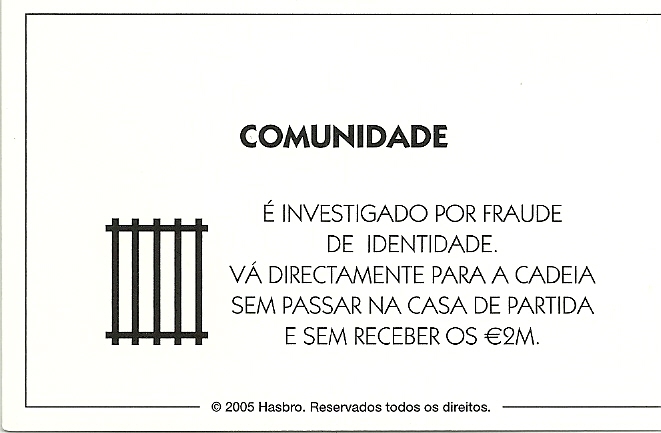 COMUNIDADE
É INVESTIGADO POR FRAUDE
DE IDENTIDADE.
VÁ DIRECTAMENTE PARA A CADEIA
SEM PASSAR NA CASA DE PARTIDA
E SEM RECEBER OS €2M.
© 2005 Hasbro. Reservados todos os direitos.